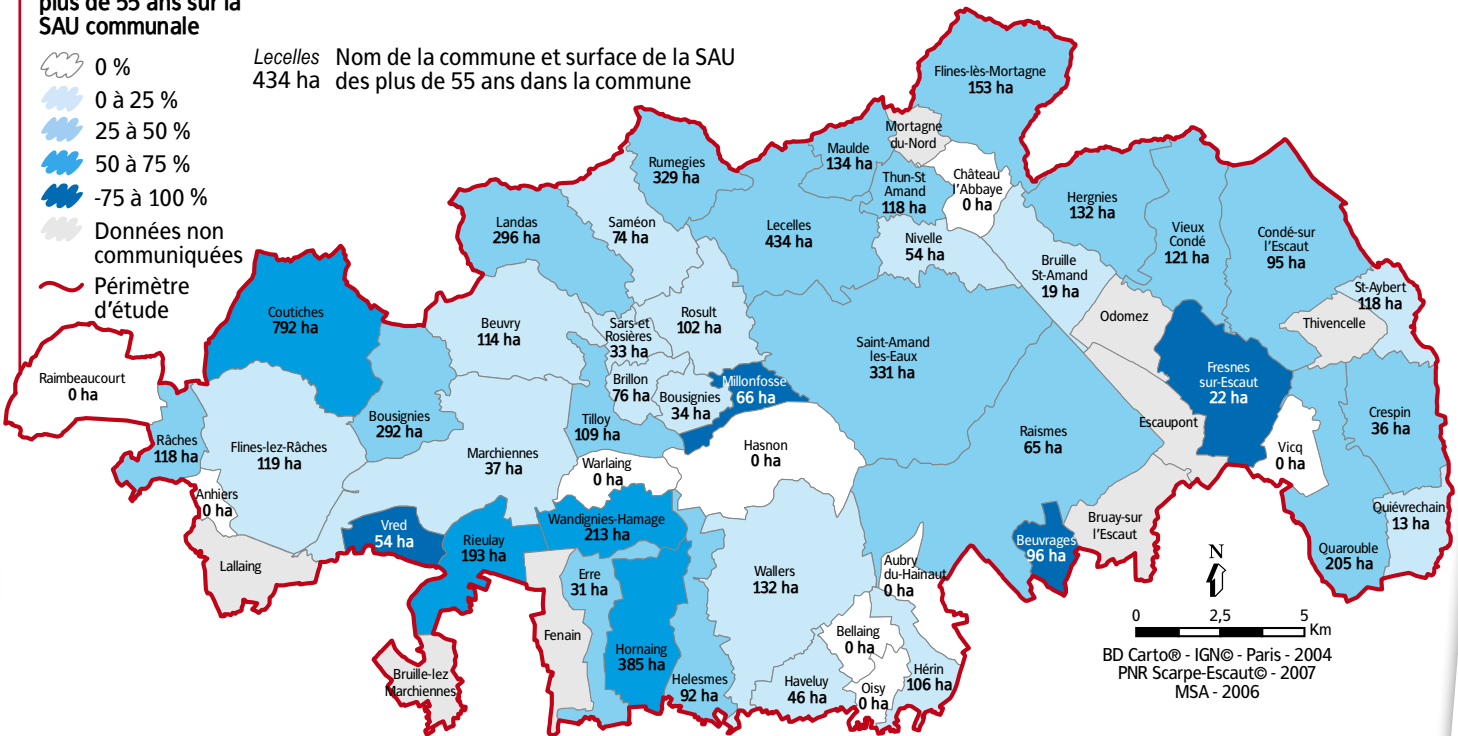 plus de 55 ans sur la
SAU communale
0 %
0 à 25 %
25 à 50 %
50 à 75 %
-75 à 100 %
Données non
communiquées
Périmètre
d'étude
Lecelles
434 ha
Nom de la commune et surface de la SAU
des plus de 55 ans dans la commune
Flines-lès-Mortagne
153 ha
Mortagne
du-Nord
Maulde
134 ha
Rumegies
329 ha
Thun-St
Amand
118 ha
Château
l'Abbaye
0 ha
Hergnies
132 ha
Landas
296 ha
Saméon
74 ha
Lecelles
434 ha
Nivelle
54 ha
Vieux
Condé
121 ha
Condé-sur
l'Escaut
95 ha
Bruille
St-Amand
19 ha
St-Aybert
118 ha
Coutiches
792 ha
Beuvry
114 ha
Sars-et
Rosières
33 ha
Rosult
102 ha
Odomez
Thivencelle
Saint-Amand
les-Eaux
331 ha
Raimbeaucourt
0 ha
Brillon
76 ha
Bousignies
34 ha
Millonfosse
66 ha
Fresnes
sur-Escaut
22 ha
Bousignies
292 ha
Tilloy
109 ha
Escaupont
Crespin
36 ha
Râches
118 ha
Flines-lez-Râches
119 ha
Marchiennes
37 ha
Hasnon
0 ha
Raismes
65 ha
Vicq
0 ha
Warlaing
0 ha
Anhiers
0 ha
Vred
54 ha
Rieulay
193 ha
Wandignies-Hamage
213 ha
Bruay-sur
l'Escaut
Quiévrechain
13 ha
Beuvrages
96 ha
Quarouble
205 ha
Lallaing
Erre
31 ha
Wallers
132 ha
Aubry
du-Hainaut
0 ha
N
0 2,5 5
Km
Fenain
Bellaing
0 ha
Hornaing
385 ha
BD Carto® - IGN© - Paris - 2004
PNR Scarpe-Escaut© - 2007
MSA - 2006
Bruille-lez
Marchiennes
Helesmes
92 ha
Haveluy
46 ha
Oisy
0 ha
Hérin
106 ha